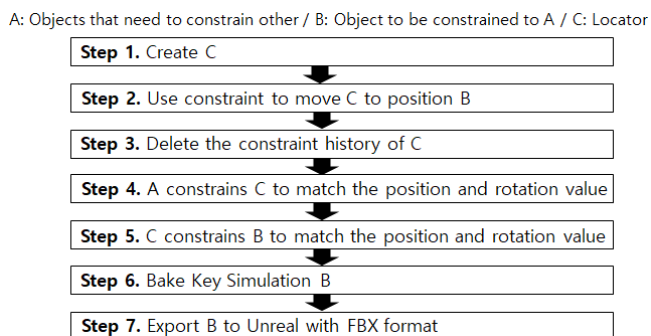 A: Objects that need to constrain other / B: Object to be constrained to A / C: Locator
Step 1. Create C
Step 2. Use constraint to move C to position B
Step 3. Delete the constraint history of C
Step 4. A constrains C to match the position and rotation value
Step 5. C constrains B to match the position and rotation value
Step 6. Bake Key Simulation B
Step 7. Export B to Unreal with FBX format